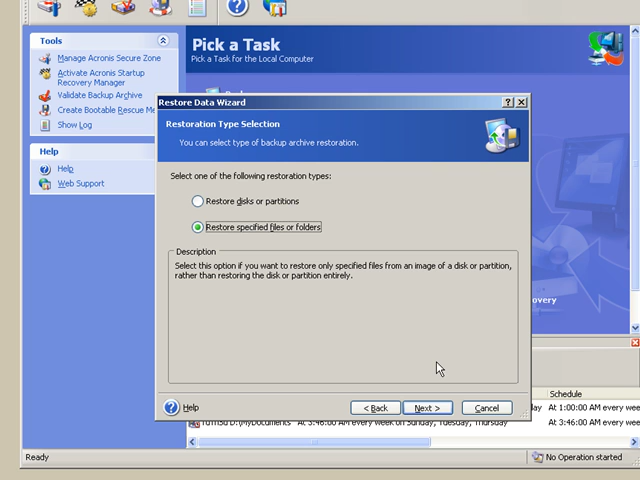 Tools
Manage Acronis Secure Zone
Activate Acronis Startup
Recovery Manager
Validate Backup Archive
Create Bootable Rescue Me
Show Log
Help
Help
Web Support
Pick a Task
Pick a Task for the Local Computer
Restore Data Wizard
Restoration Type Selection
You can select type of backup archive restoration.
Select one of the following restoration types:
Restore disks or partitions
Restore specified files or folders
Description
Select this option if you want to restore only specified files from an image of a disk or partition,
rather than restoring the disk or partition entirely.
Help
< Back
Next >
Cancel
overy
Schedule
day At 1:00:00 AM every wee
D:\MyDocuments At 3:46:00 AM every week on Sunday, Tuesday, Thursday
At 3:46:00 AM every wee
Ready
No Operation started